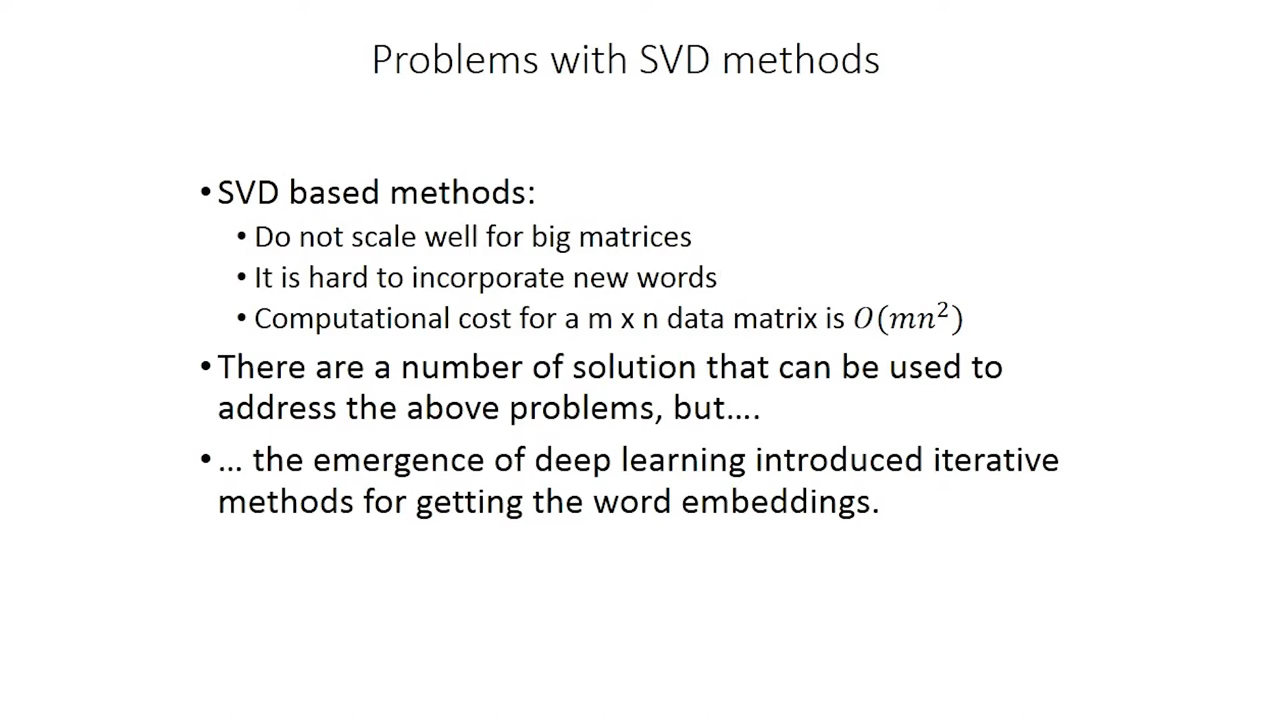 Problems with SVD methods
•SVD based methods:
• Do not scale well for big matrices
• It is hard to incorporate new words
• Computational cost for a m x n data matrix is O(mn²)
•There are a number of solution that can be used to
address the above problems, but….
•… the emergence of deep learning introduced iterative
methods for getting the word embeddings.